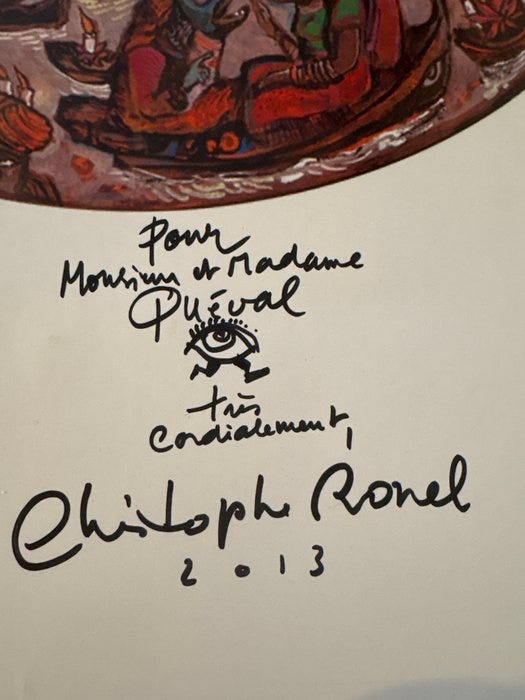 Pour
Monsieur et Madame
Quéval
très
cordialement,
Christophe Ronel
2013